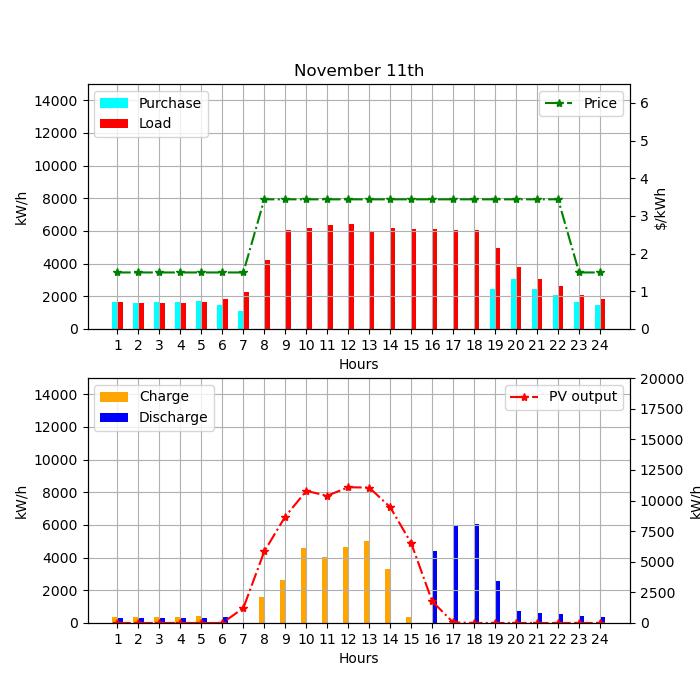 November 11th
14000
12000
10000
8000
6000
4000
2000
0
kW/h
Purchase
Load
Price
6
5
4
3
2
1
0
$/kWh
1 2 3 4 5 6 7 8 9 10 11 12 13 14 15 16 17 18 19 20 21 22 23 24
Hours
14000
12000
10000
8000
6000
4000
2000
0
kW/h
Charge
Discharge
PV output
20000
17500
15000
12500
10000
7500
5000
2500
0
kW/h
1 2 3 4 5 6 7 8 9 10 11 12 13 14 15 16 17 18 19 20 21 22 23 24
Hours